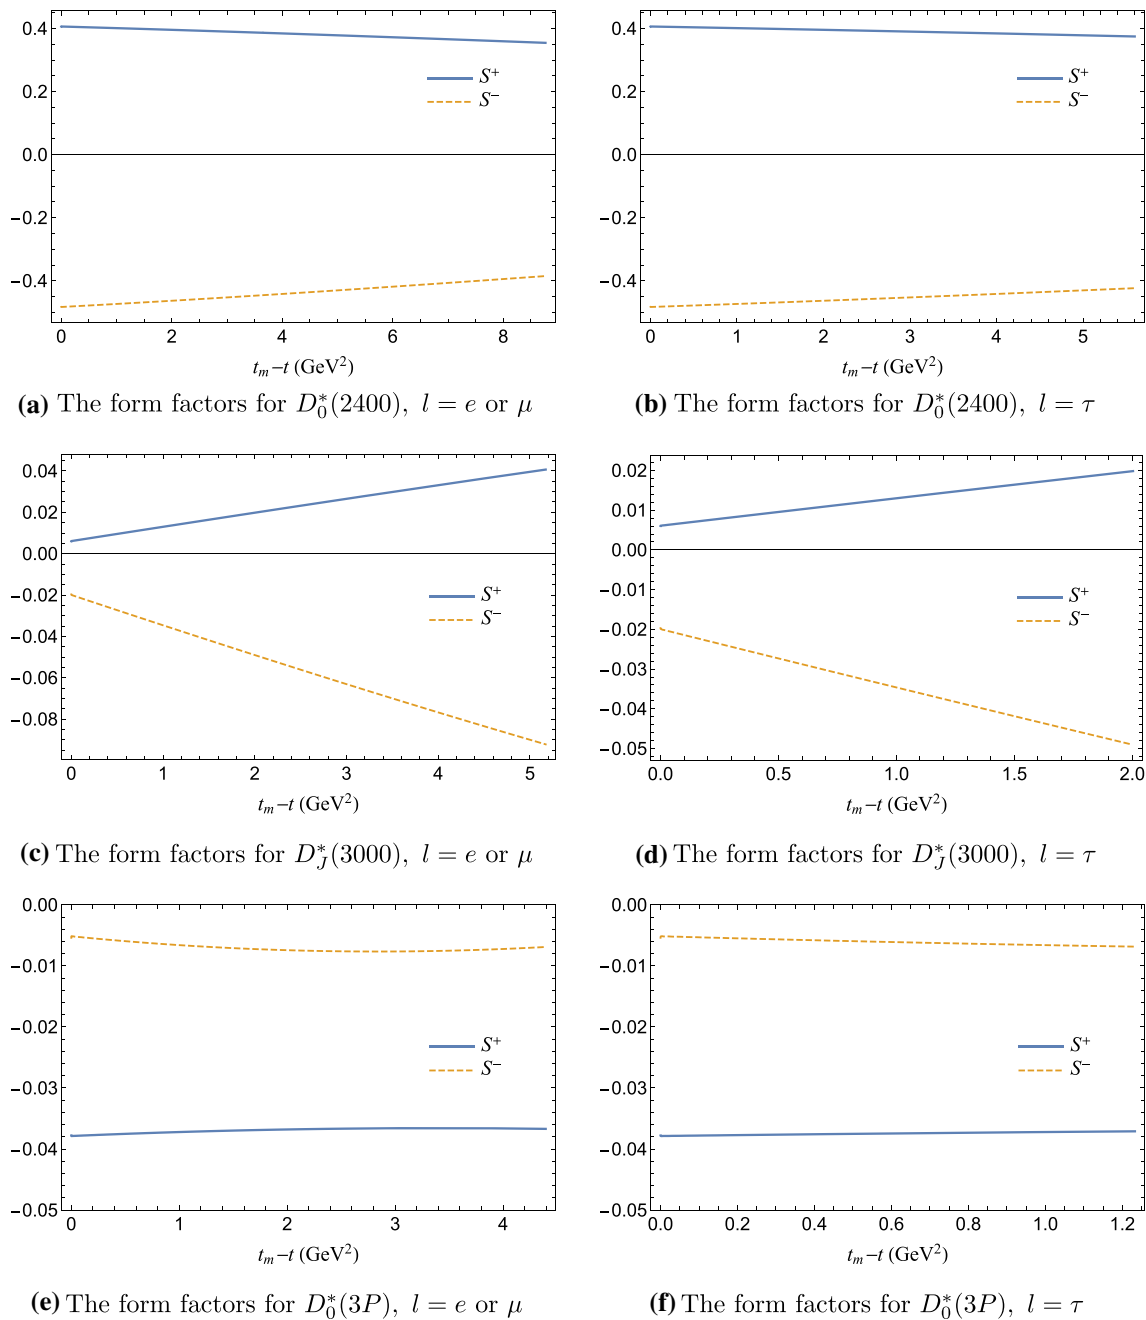 0.4
0.2
0.0
−0.2
−0.4
S⁺
S⁻
0 2 4 6 8
t_m−t (GeV²)
(a) The form factors for D₀*(2400), l = e or μ
0.4
0.2
0.0
−0.2
−0.4
S⁺
S⁻
0 1 2 3 4 5
t_m−t (GeV²)
(b) The form factors for D₀*(2400), l = τ
0.04
0.02
0.00
−0.02
−0.04
−0.06
−0.08
S⁺
S⁻
0 1 2 3 4 5
t_m−t (GeV²)
(c) The form factors for D_J*(3000), l = e or μ
0.02
0.01
0.00
−0.01
−0.02
−0.03
−0.04
−0.05
S⁺
S⁻
0.0 0.5 1.0 1.5 2.0
t_m−t (GeV²)
(d) The form factors for D_J*(3000), l = τ
0.00
−0.01
−0.02
−0.03
−0.04
−0.05
S⁺
S⁻
0 1 2 3 4
t_m−t (GeV²)
(e) The form factors for D₀*(3P), l = e or μ
0.00
−0.01
−0.02
−0.03
−0.04
−0.05
S⁺
S⁻
0.0 0.2 0.4 0.6 0.8 1.0 1.2
t_m−t (GeV²)
(f) The form factors for D₀*(3P), l = τ